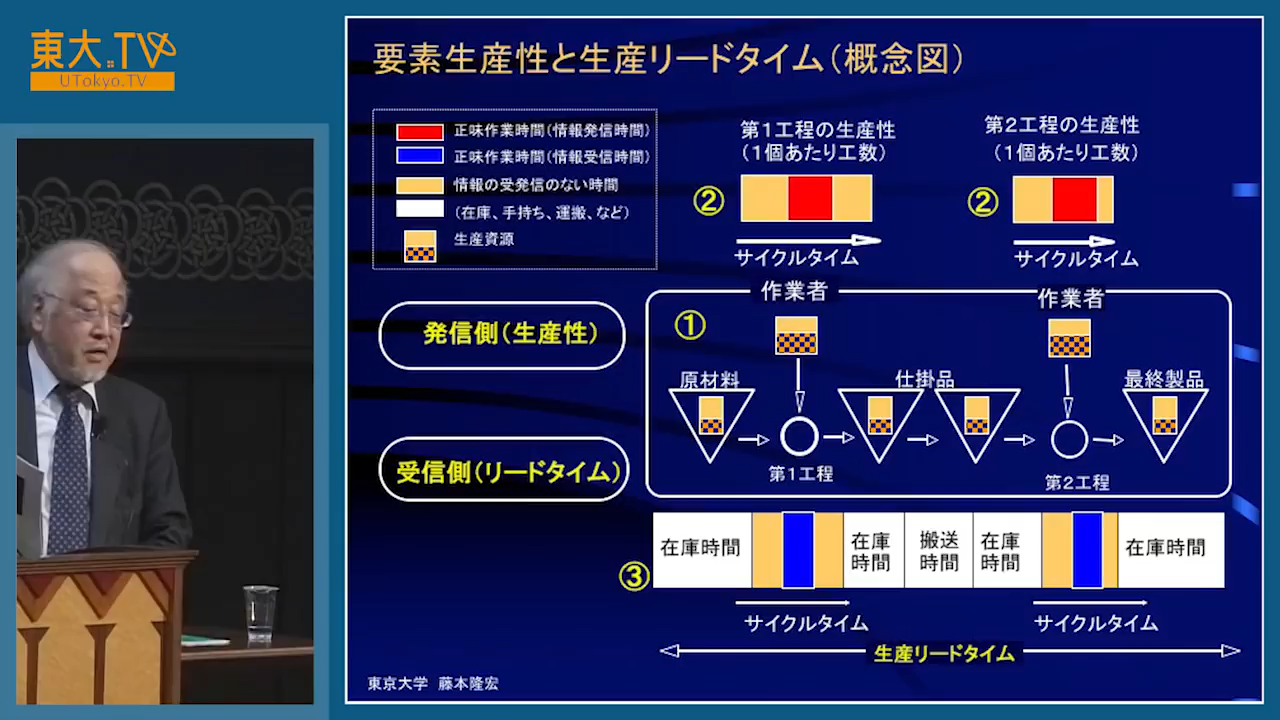 東大.TV
UTokyo.TV
要素生産性と生産リードタイム（概念図）
正味作業時間（情報発信時間）
正味作業時間（情報受信時間）
情報の受発信のない時間
（在庫、手持ち、運搬、など）
生産資源
第１工程の生産性
（１個あたり工数）
②
サイクルタイム
第２工程の生産性
（１個あたり工数）
②
サイクルタイム
発信側（生産性）
受信側（リードタイム）
①
作業者
作業者
原材料
仕掛品
最終製品
第１工程
第２工程
③
在庫時間
在庫
時間
搬送
時間
在庫
時間
在庫時間
サイクルタイム
サイクルタイム
生産リードタイム
東京大学　藤本隆宏